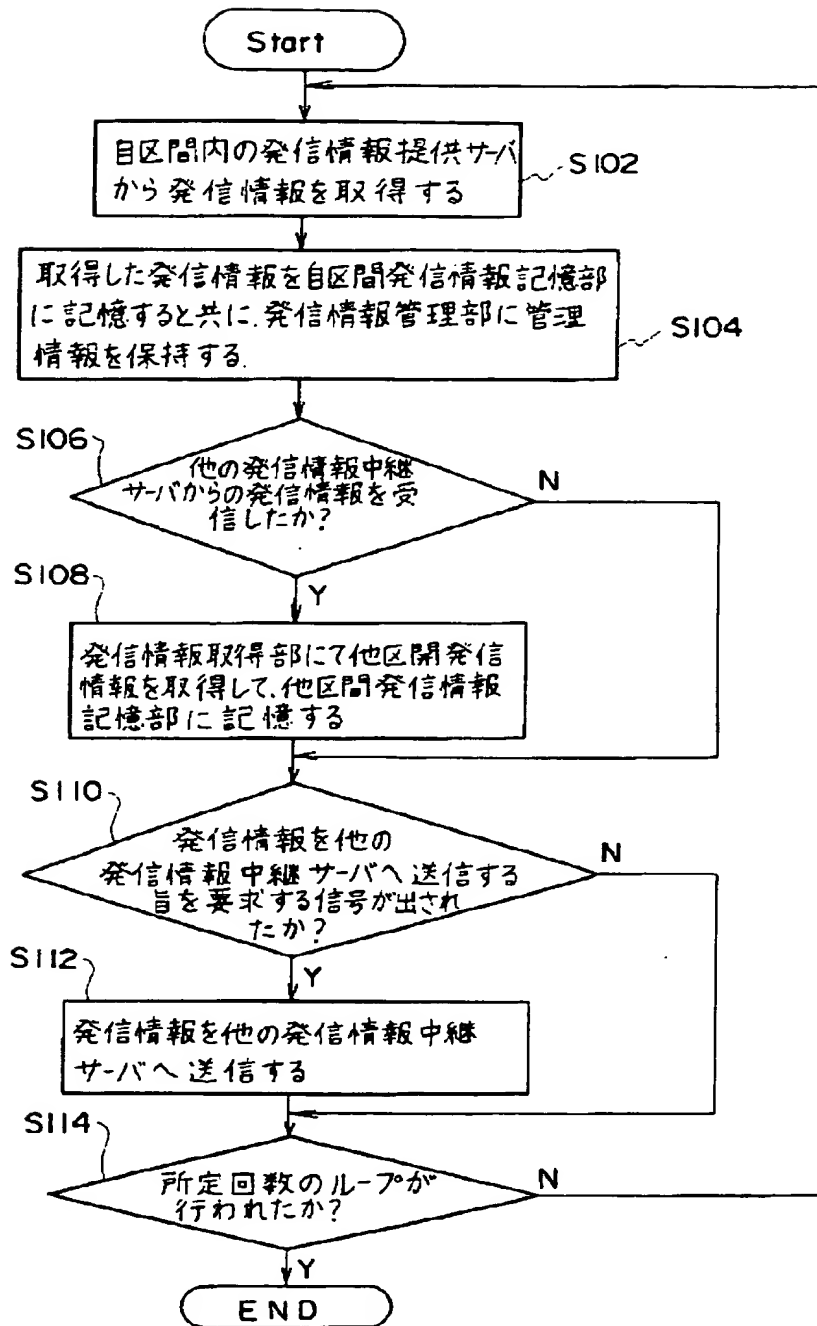 Start
自区間内の発信情報提供サーバ
から発信情報を取得する
S102
取得した発信情報を自区間発信情報記憶部
に記憶すると共に.発信情報管理部に管理
情報を保持する.
S104
S106
他の発信情報中継
サーバからの発信情報を受
信したか?
N
Y
S108
発信情報取得部にて他区開発信
情報を取得して、他区間発信情報
記憶部に記憶する
S110
発信情報を他の
発信情報中継サーバへ送信する
旨を要求する信号が出され
たか?
N
Y
S112
発信情報を他の発信情報中継
サーバへ送信する
S114
所定回数のループが
行われたか?
N
Y
END